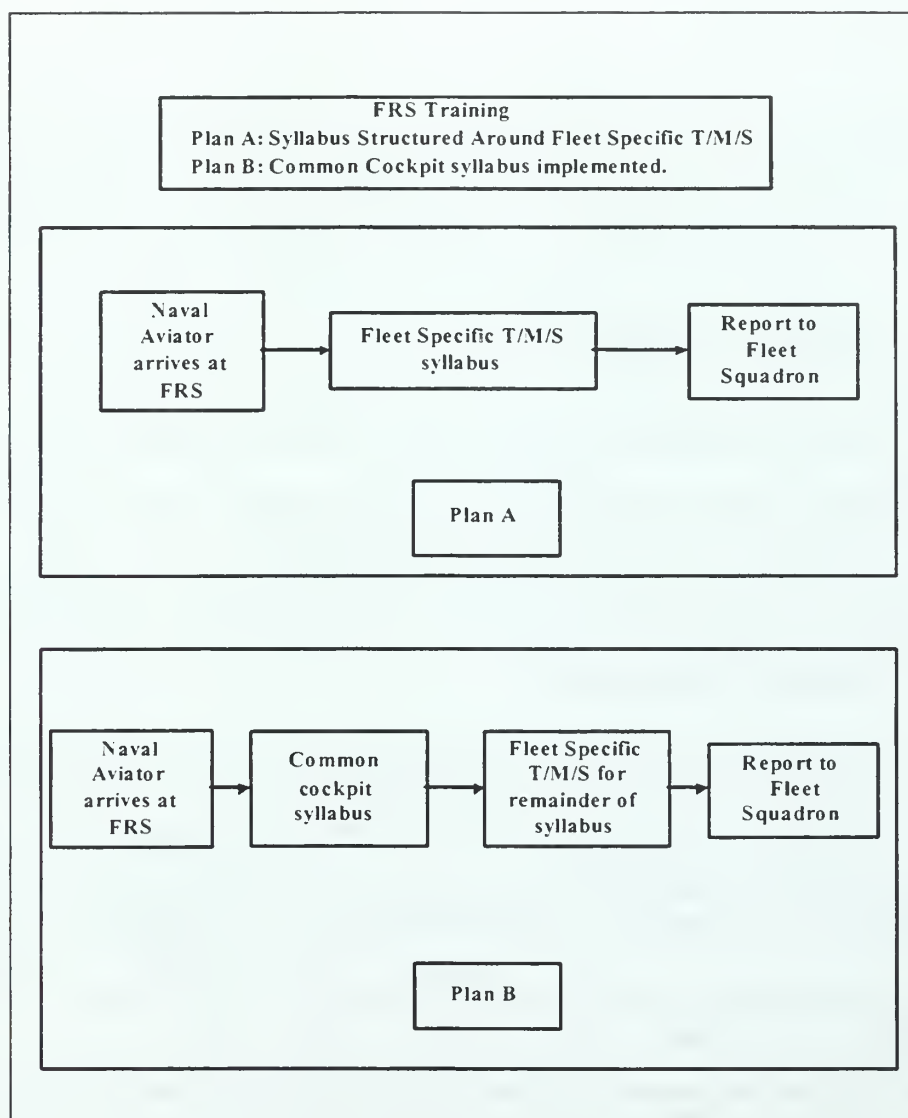 FRS Training
Plan A: Syllabus Structured Around Fleet Specific T/M/S
Plan B: Common Cockpit syllabus implemented.
Naval
Aviator
arrives at
FRS
Fleet Specific T/M/S
syllabus
Report to
Fleet
Squadron
Plan A
Naval
Aviator
arrives at
FRS
Common
cockpit
syllabus
Fleet Specific
T/M/S for
remainder of
syllabus
Report to
Fleet
Squadron
Plan B